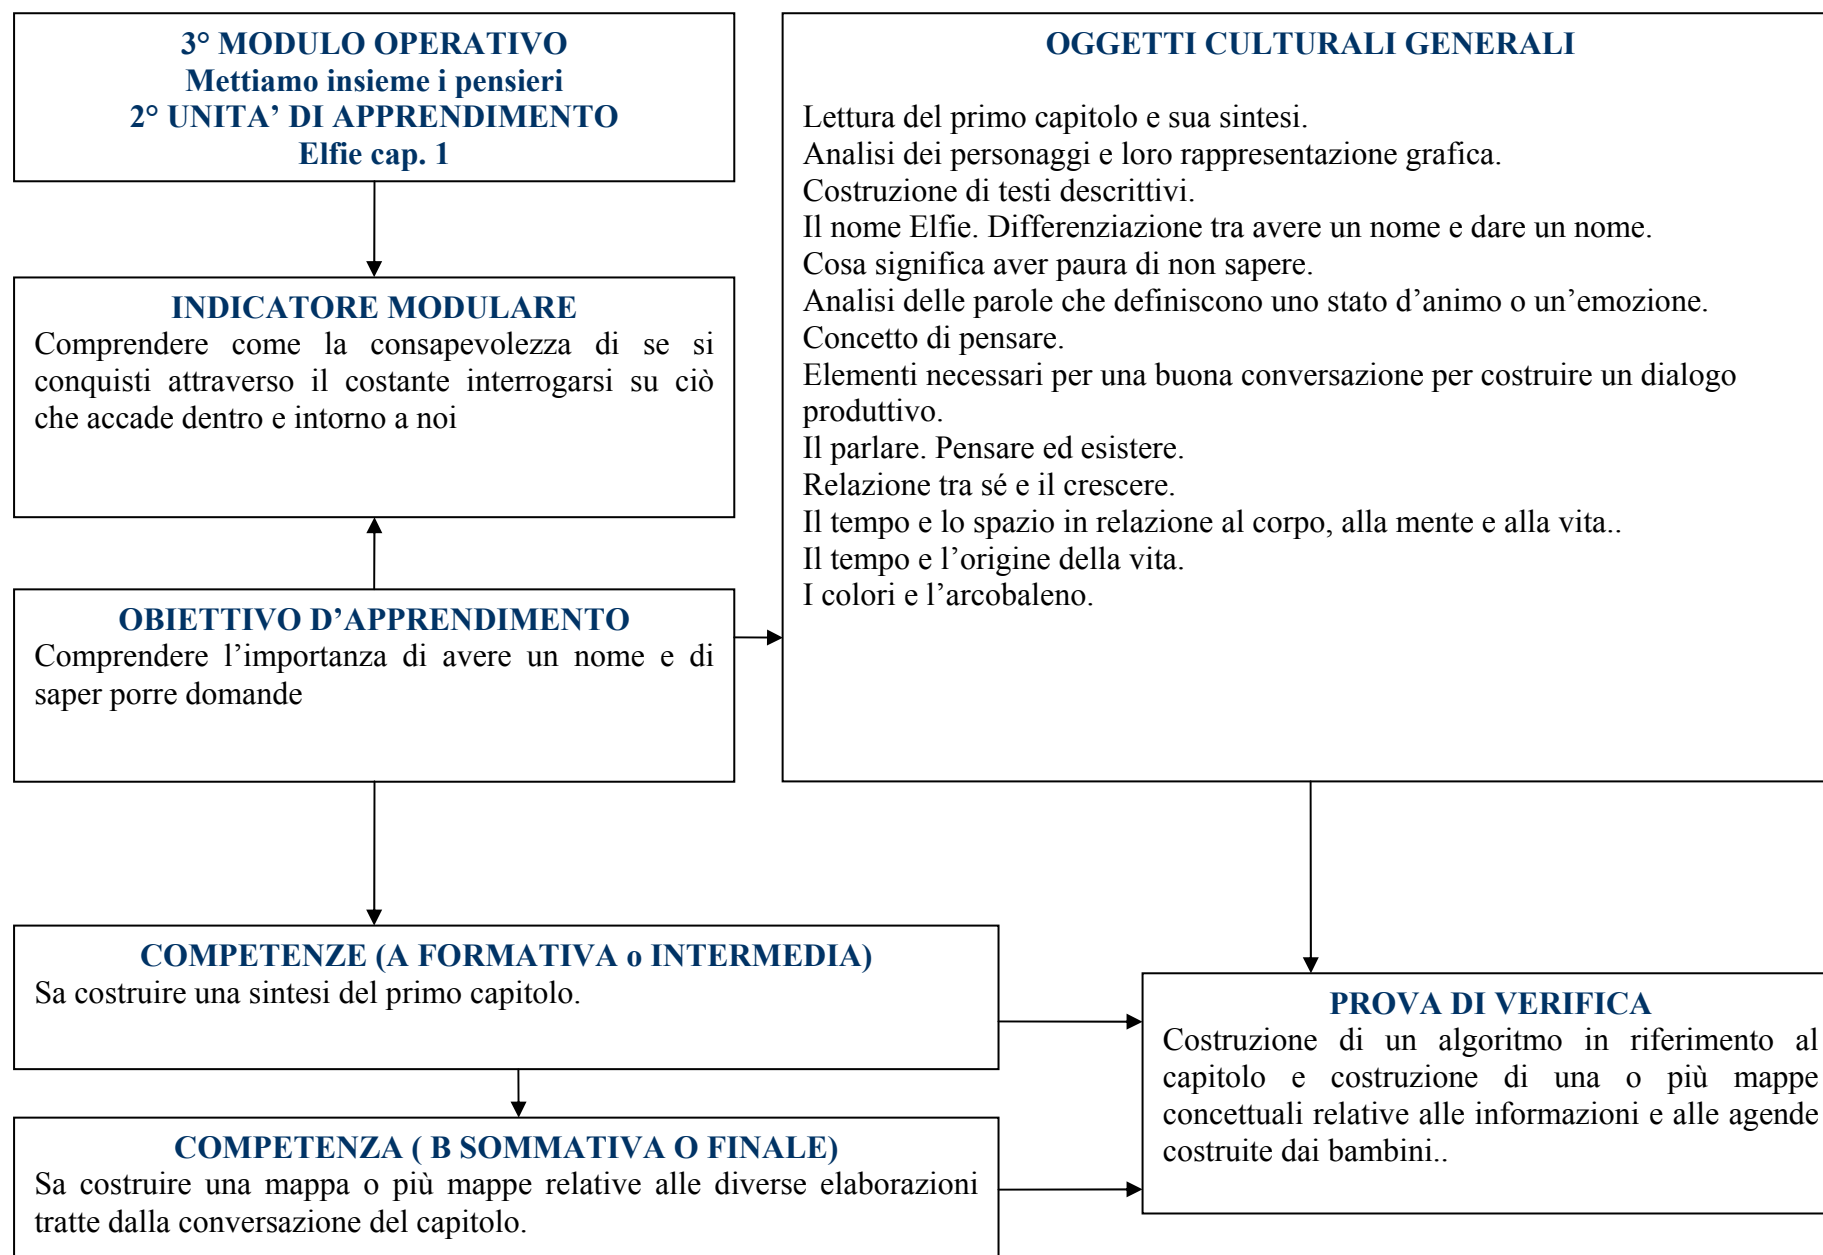 3° MODULO OPERATIVO
Mettiamo insieme i pensieri
2° UNITA’ DI APPRENDIMENTO
Elfie cap. 1
INDICATORE MODULARE
Comprendere come la consapevolezza di se si
conquisti attraverso il costante interrogarsi su ciò
che accade dentro e intorno a noi
OBIETTIVO D’APPRENDIMENTO
Comprendere l’importanza di avere un nome e di
saper porre domande
OGGETTI CULTURALI GENERALI
Lettura del primo capitolo e sua sintesi.
Analisi dei personaggi e loro rappresentazione grafica.
Costruzione di testi descrittivi.
Il nome Elfie. Differenziazione tra avere un nome e dare un nome.
Cosa significa aver paura di non sapere.
Analisi delle parole che definiscono uno stato d’animo o un’emozione.
Concetto di pensare.
Elementi necessari per una buona conversazione per costruire un dialogo
produttivo.
Il parlare. Pensare ed esistere.
Relazione tra sé e il crescere.
Il tempo e lo spazio in relazione al corpo, alla mente e alla vita..
Il tempo e l’origine della vita.
I colori e l’arcobaleno.
COMPETENZE (A FORMATIVA o INTERMEDIA)
Sa costruire una sintesi del primo capitolo.
COMPETENZA ( B SOMMATIVA O FINALE)
Sa costruire una mappa o più mappe relative alle diverse elaborazioni
tratte dalla conversazione del capitolo.
PROVA DI VERIFICA
Costruzione di un algoritmo in riferimento al
capitolo e costruzione di una o più mappe
concettuali relative alle informazioni e alle agende
costruite dai bambini..